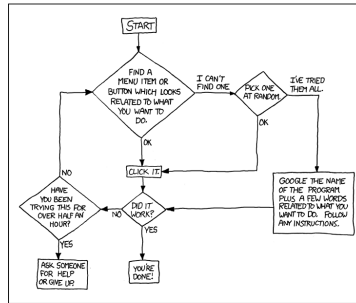 START
FIND A
MENU ITEM OR
BUTTON WHICH LOOKS
RELATED TO WHAT
YOU WANT TO
DO.
I CAN'T
FIND ONE
PICK ONE
AT RANDOM.
I'VE TRIED
THEM ALL.
OK
OK
CLICK IT.
NO
HAVE
YOU BEEN
TRYING THIS FOR
OVER HALF AN
HOUR?
NO
DID IT
WORK?
GOOGLE THE NAME
OF THE PROGRAM
PLUS A FEW WORDS
RELATED TO WHAT YOU
WANT TO DO. FOLLOW
ANY INSTRUCTIONS.
YES
YES
ASK SOMEONE
FOR HELP
OR GIVE UP.
YOU'RE
DONE!